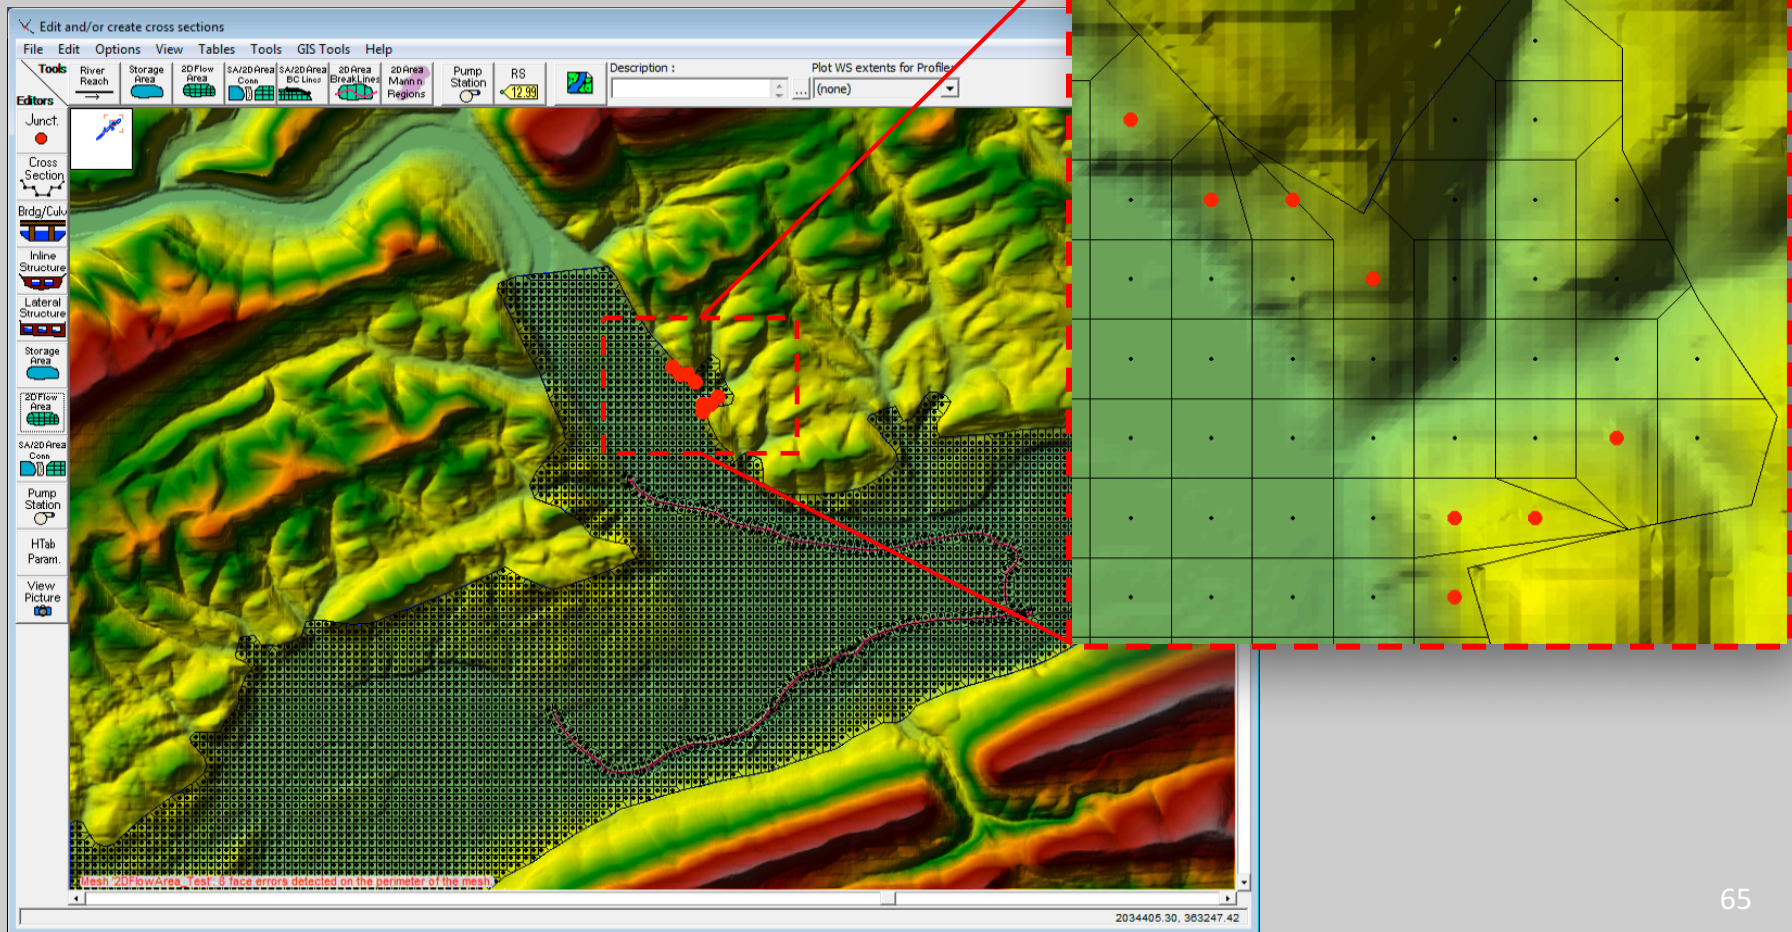 Edit and/or create cross sections
File Edit Options View Tables Tools GIS Tools Help
Tools
Editors
River
Reach
Storage
Area
2D Flow
Area
SA/2D Area
Conn
SA/2D Area
BC Lines
2D Area
BreakLines
2D Area
Mann n
Regions
Pump
Station
RS
12.99
Description :
...
Plot WS extents for Profile:
(none)
Junct.
Cross
Section
Brdg/Culv
Inline
Structure
Lateral
Structure
Storage
Area
2D Flow
Area
SA/2D Area
Conn
Pump
Station
HTab
Param.
View
Picture
Mesh '2DFlowArea_Test': 8 face errors detected on the perimeter of the mesh.
2034405.30, 363247.42
65